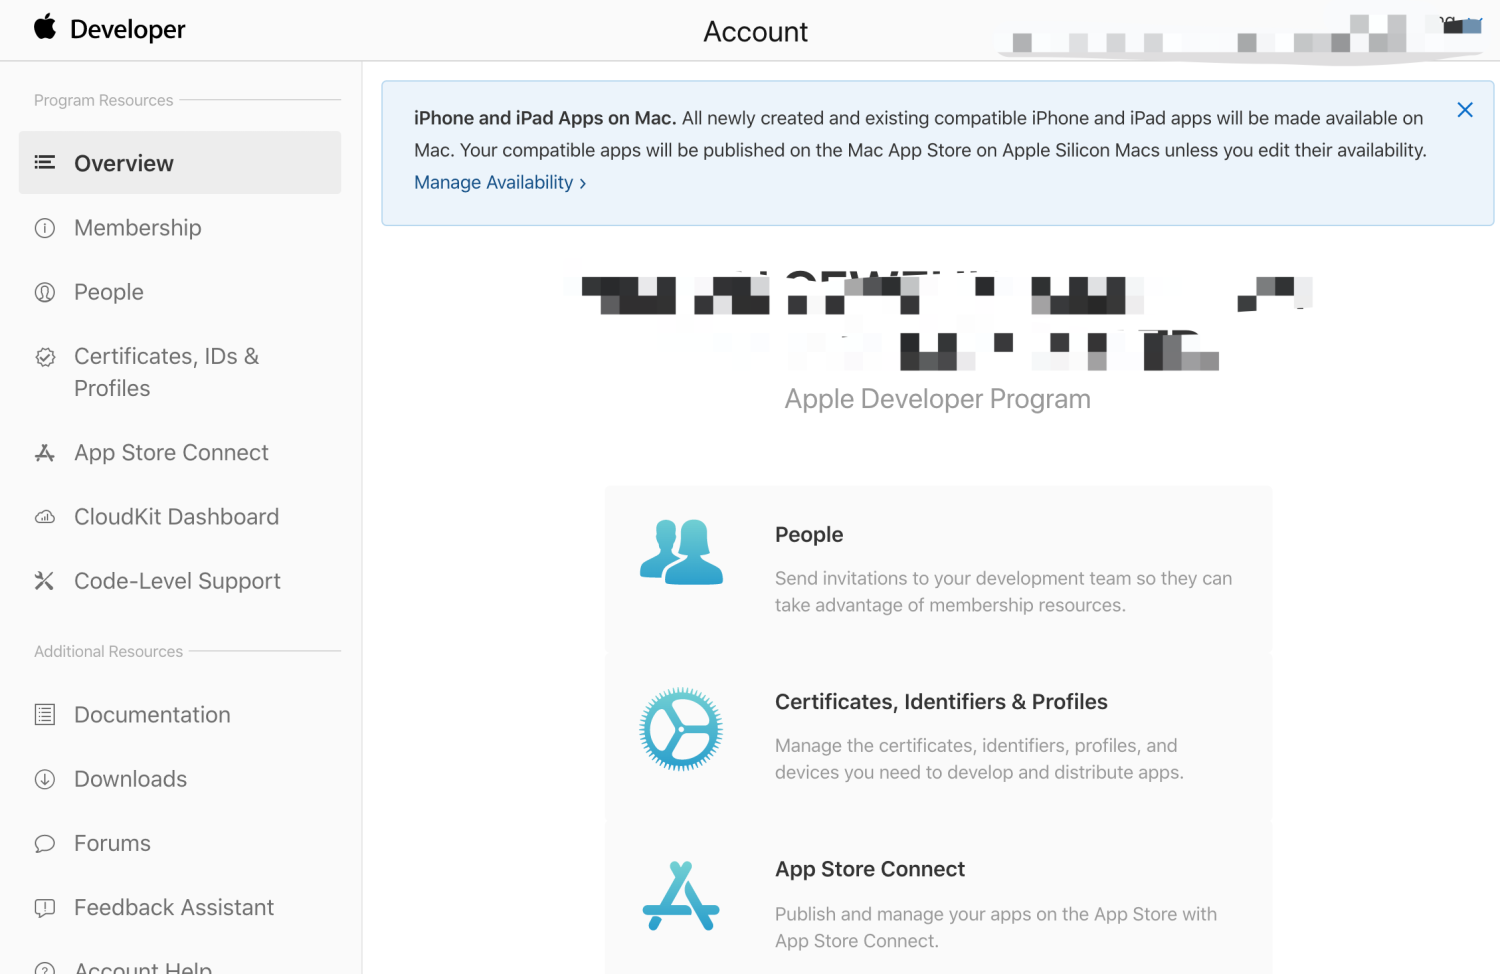 Developer
Account
Program Resources
Overview
Membership
People
Certificates, IDs &
Profiles
App Store Connect
CloudKit Dashboard
Code-Level Support
Additional Resources
Documentation
Downloads
Forums
Feedback Assistant
Account Help
iPhone and iPad Apps on Mac. All newly created and existing compatible iPhone and iPad apps will be made available on
Mac. Your compatible apps will be published on the Mac App Store on Apple Silicon Macs unless you edit their availability.
Manage Availability ›
Apple Developer Program
People
Send invitations to your development team so they can
take advantage of membership resources.
Certificates, Identifiers & Profiles
Manage the certificates, identifiers, profiles, and
devices you need to develop and distribute apps.
App Store Connect
Publish and manage your apps on the App Store with
App Store Connect.